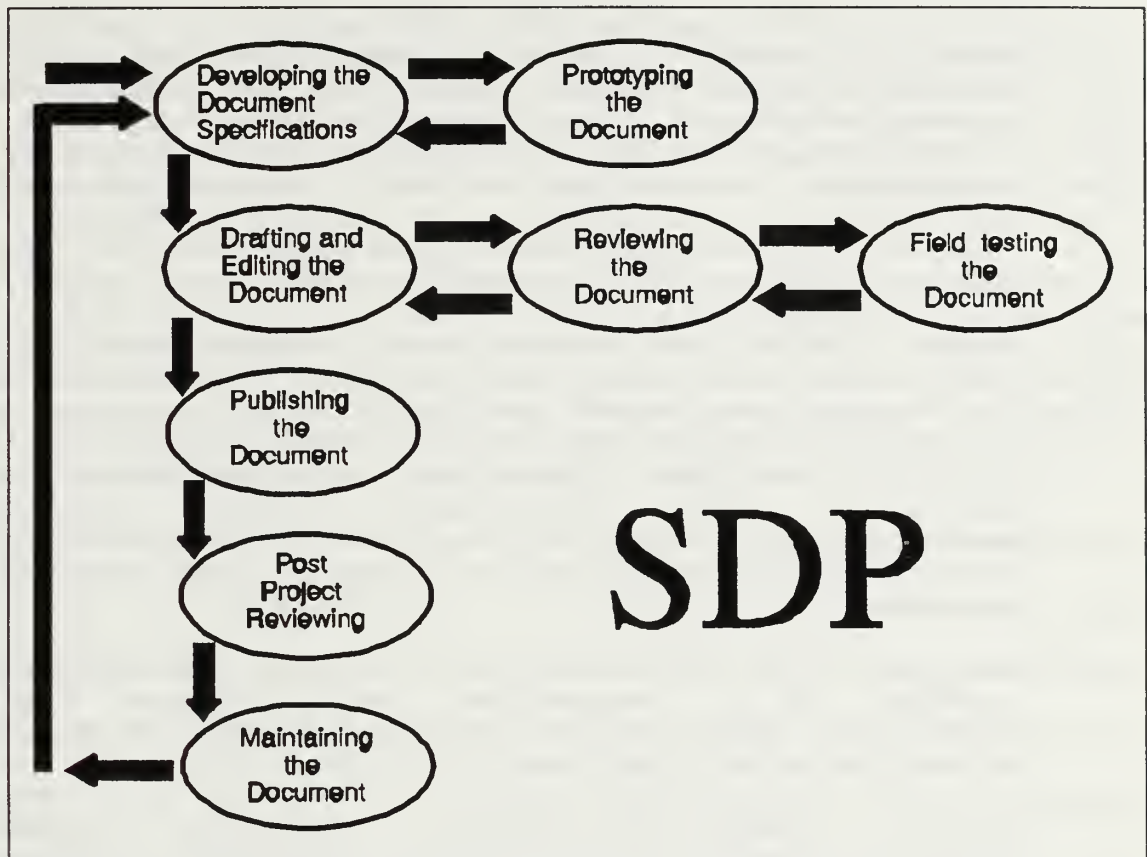 Developing the
Document
Specifications
Prototyping
the
Document
Drafting and
Editing the
Document
Reviewing
the
Document
Field testing
the
Document
Publishing
the
Document
Post
Project
Reviewing
SDP
Maintaining
the
Document